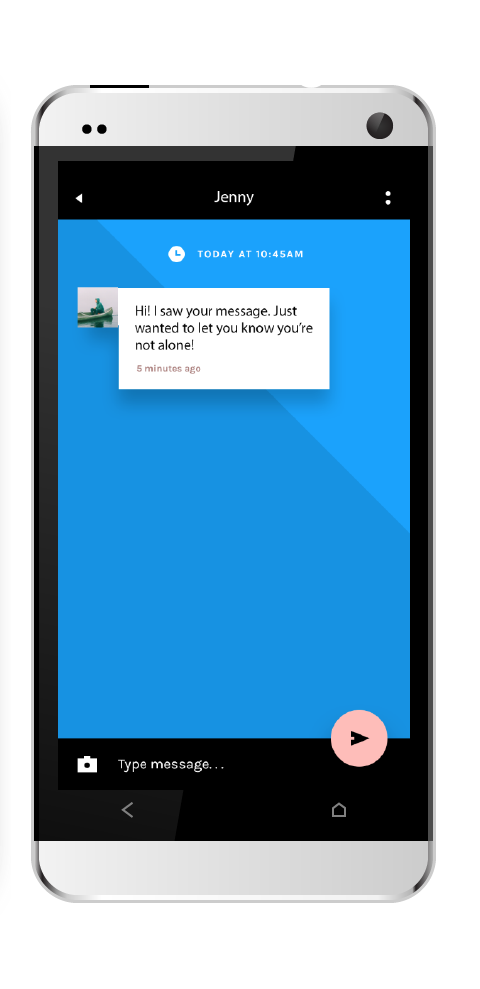 Jenny
TODAY AT 10:45AM
Hi! I saw your message. Just
wanted to let you know you're
not alone!
5 minutes ago
Type message...